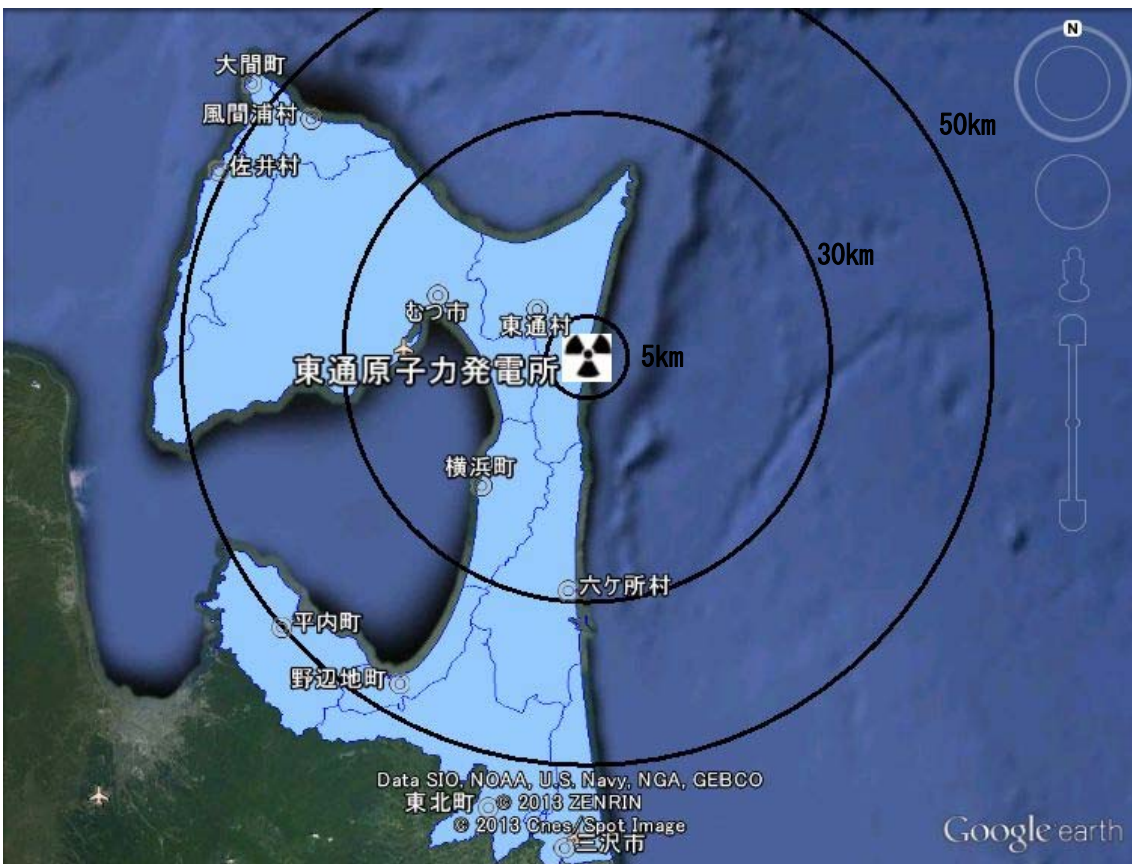 N
大間町
風間浦村
50km
佐井村
30km
むつ市
東通村
東通原子力発電所
5km
横浜町
六ケ所村
平内町
野辺地町
Data SIO, NOAA, U.S. Navy, NGA, GEBCO
東北町
© 2013 ZENRIN
© 2013 Cnes/Spot Image
三沢市
Google earth